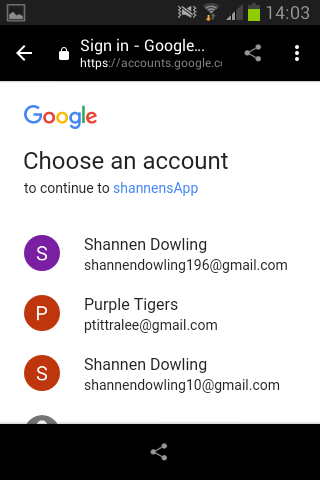 14:03
Sign in - Google...
https://accounts.google.co
Google
Choose an account
to continue to shannensApp
S
Shannen Dowling
shannendowling196@gmail.com
P
Purple Tigers
ptittralee@gmail.com
S
Shannen Dowling
shannendowling10@gmail.com